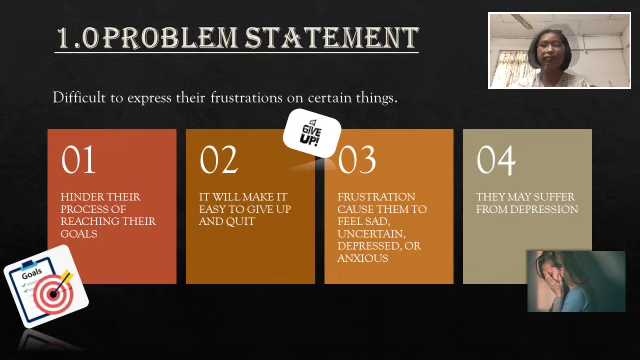 1.0PROBLEM STATEMENT
Difficult to express their frustrations on certain things.
I
GIVE
UP!
01
HINDER THEIR
PROCESS OF
REACHING THEIR
GOALS
02
IT WILL MAKE IT
EASY TO GIVE UP
AND QUIT
03
FRUSTRATION
CAUSE THEM TO
FEEL SAD,
UNCERTAIN,
DEPRESSED, OR
ANXIOUS
04
THEY MAY SUFFER
FROM DEPRESSION
Goals